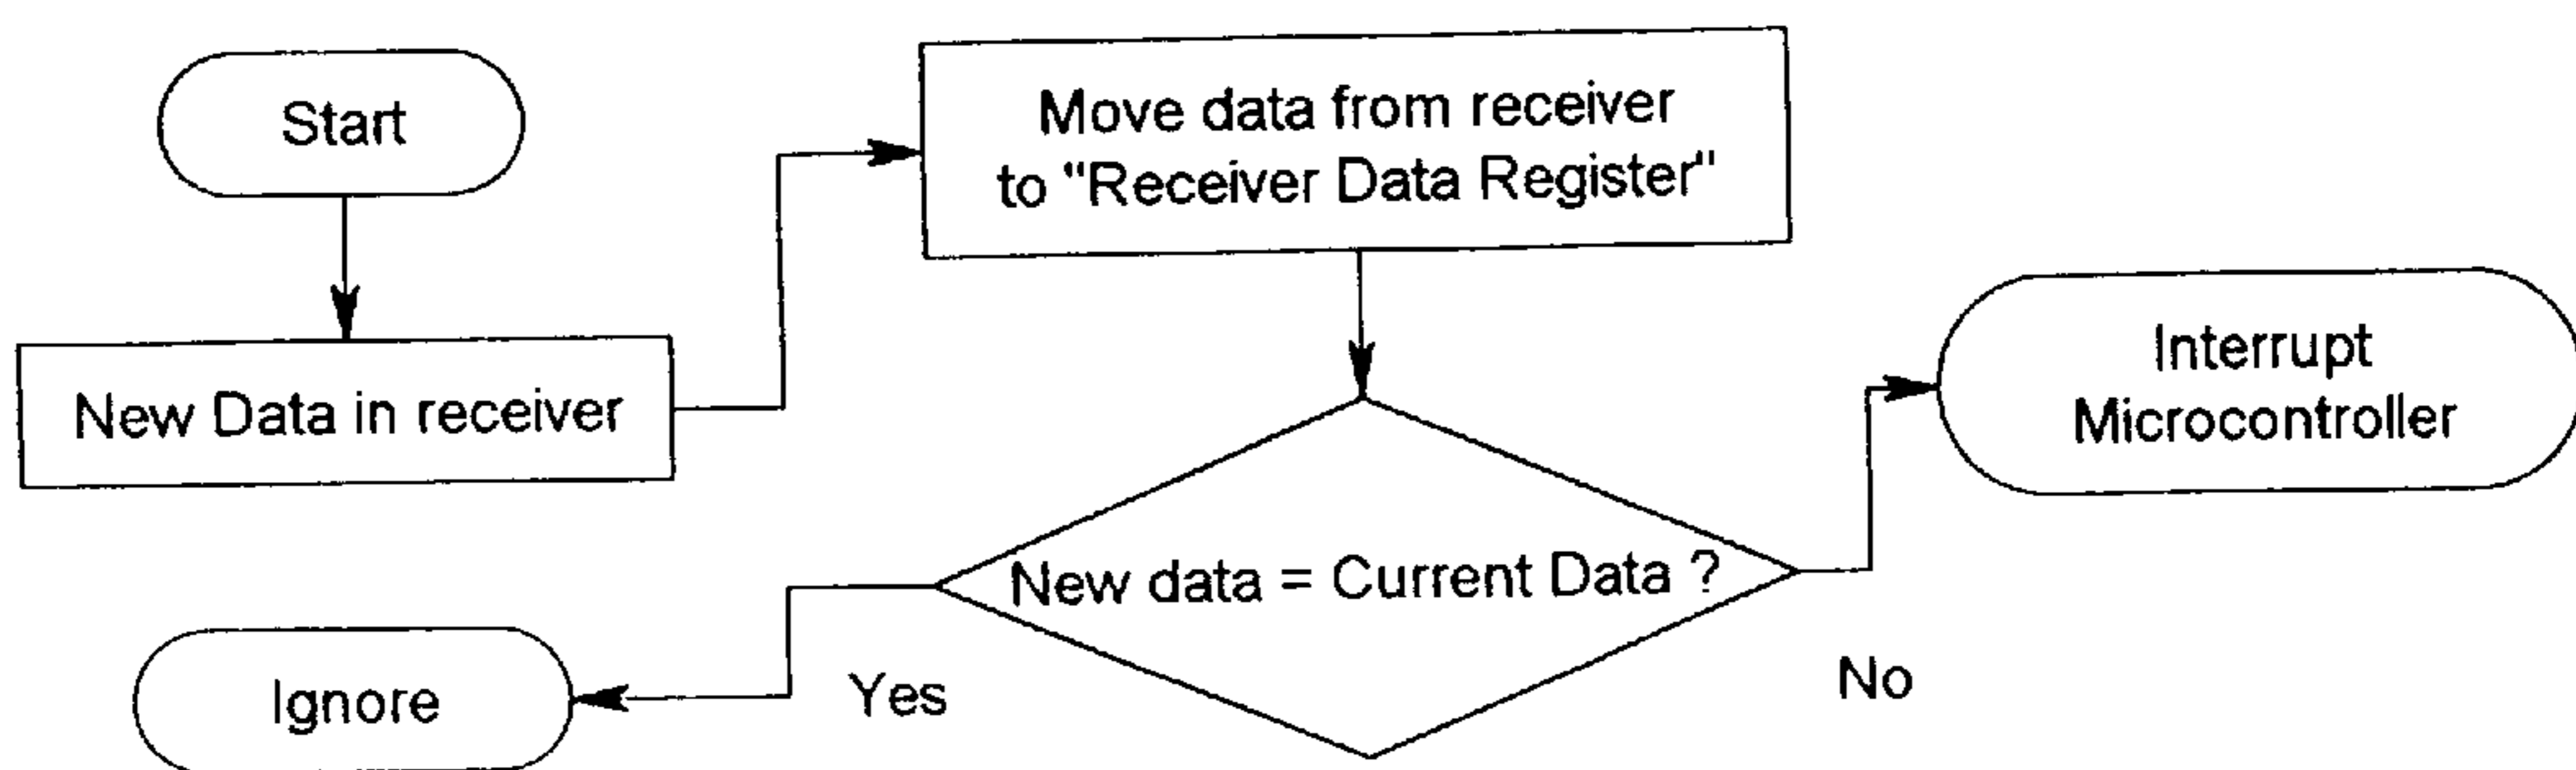 Start
New Data in receiver
Move data from receiver
to "Receiver Data Register"
New data = Current Data ?
Yes
Ignore
No
Interrupt
Microcontroller